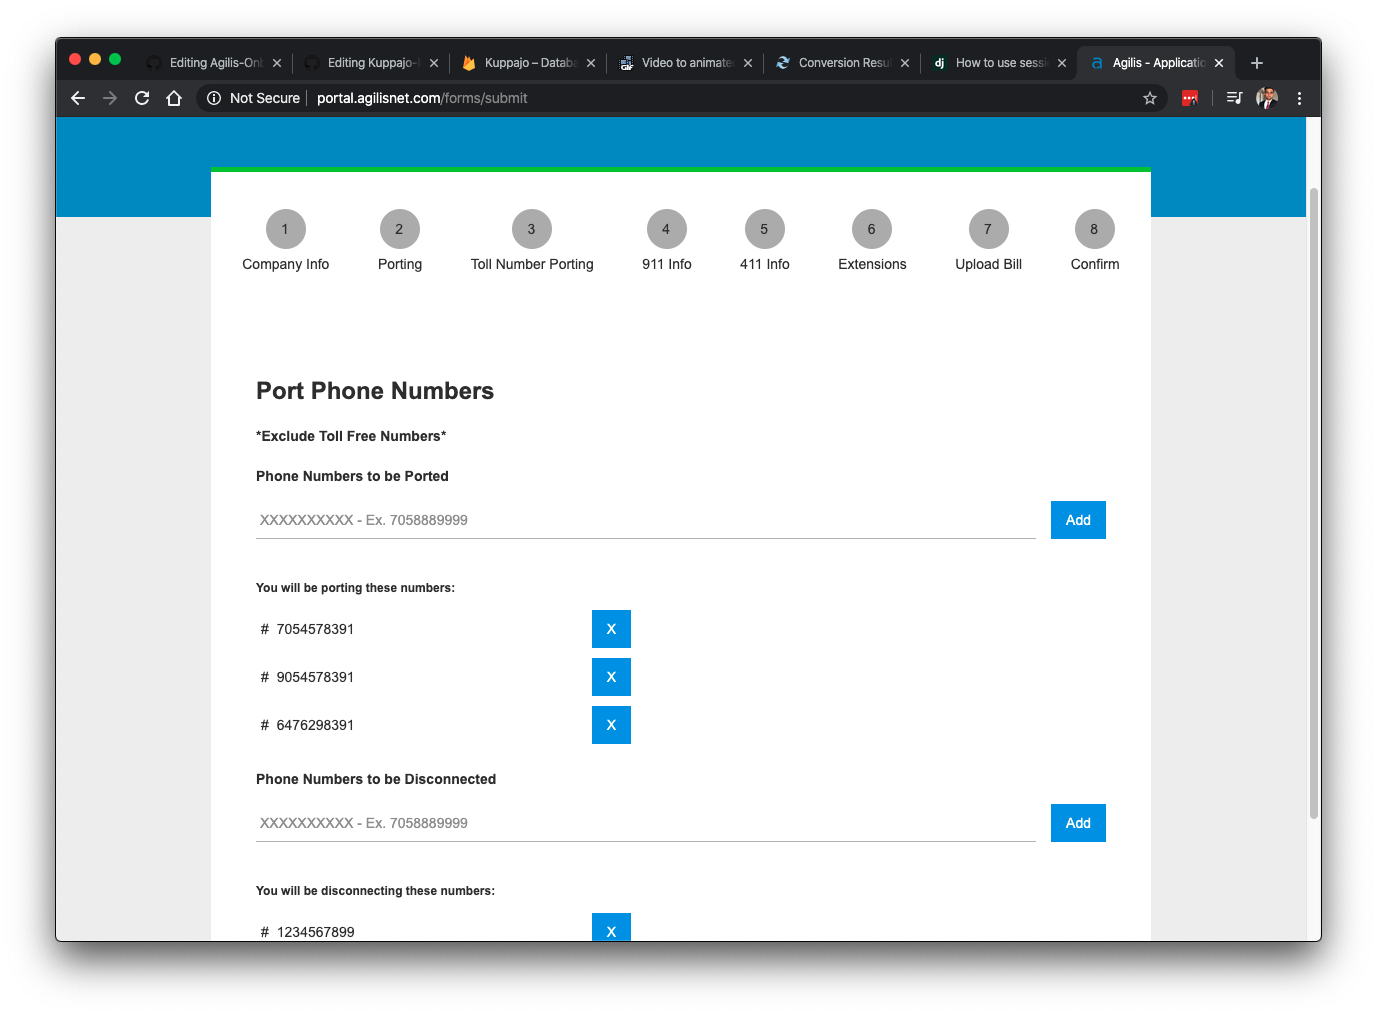 Editing Agilis-On
Editing Kuppajo-
Kuppajo – Databa
Video to animate
Conversion Resu
dj How to use sessi
a Agilis - Applicatio
Not Secure portal.agilisnet.com/forms/submit
1 2 3 4 5 6 7 8
Company Info Porting Toll Number Porting 911 Info 411 Info Extensions Upload Bill Confirm
Port Phone Numbers
*Exclude Toll Free Numbers*
Phone Numbers to be Ported
XXXXXXXXXX - Ex. 7058889999 Add
You will be porting these numbers:
# 7054578391 X
# 9054578391 X
# 6476298391 X
Phone Numbers to be Disconnected
XXXXXXXXXX - Ex. 7058889999 Add
You will be disconnecting these numbers:
# 1234567899 X